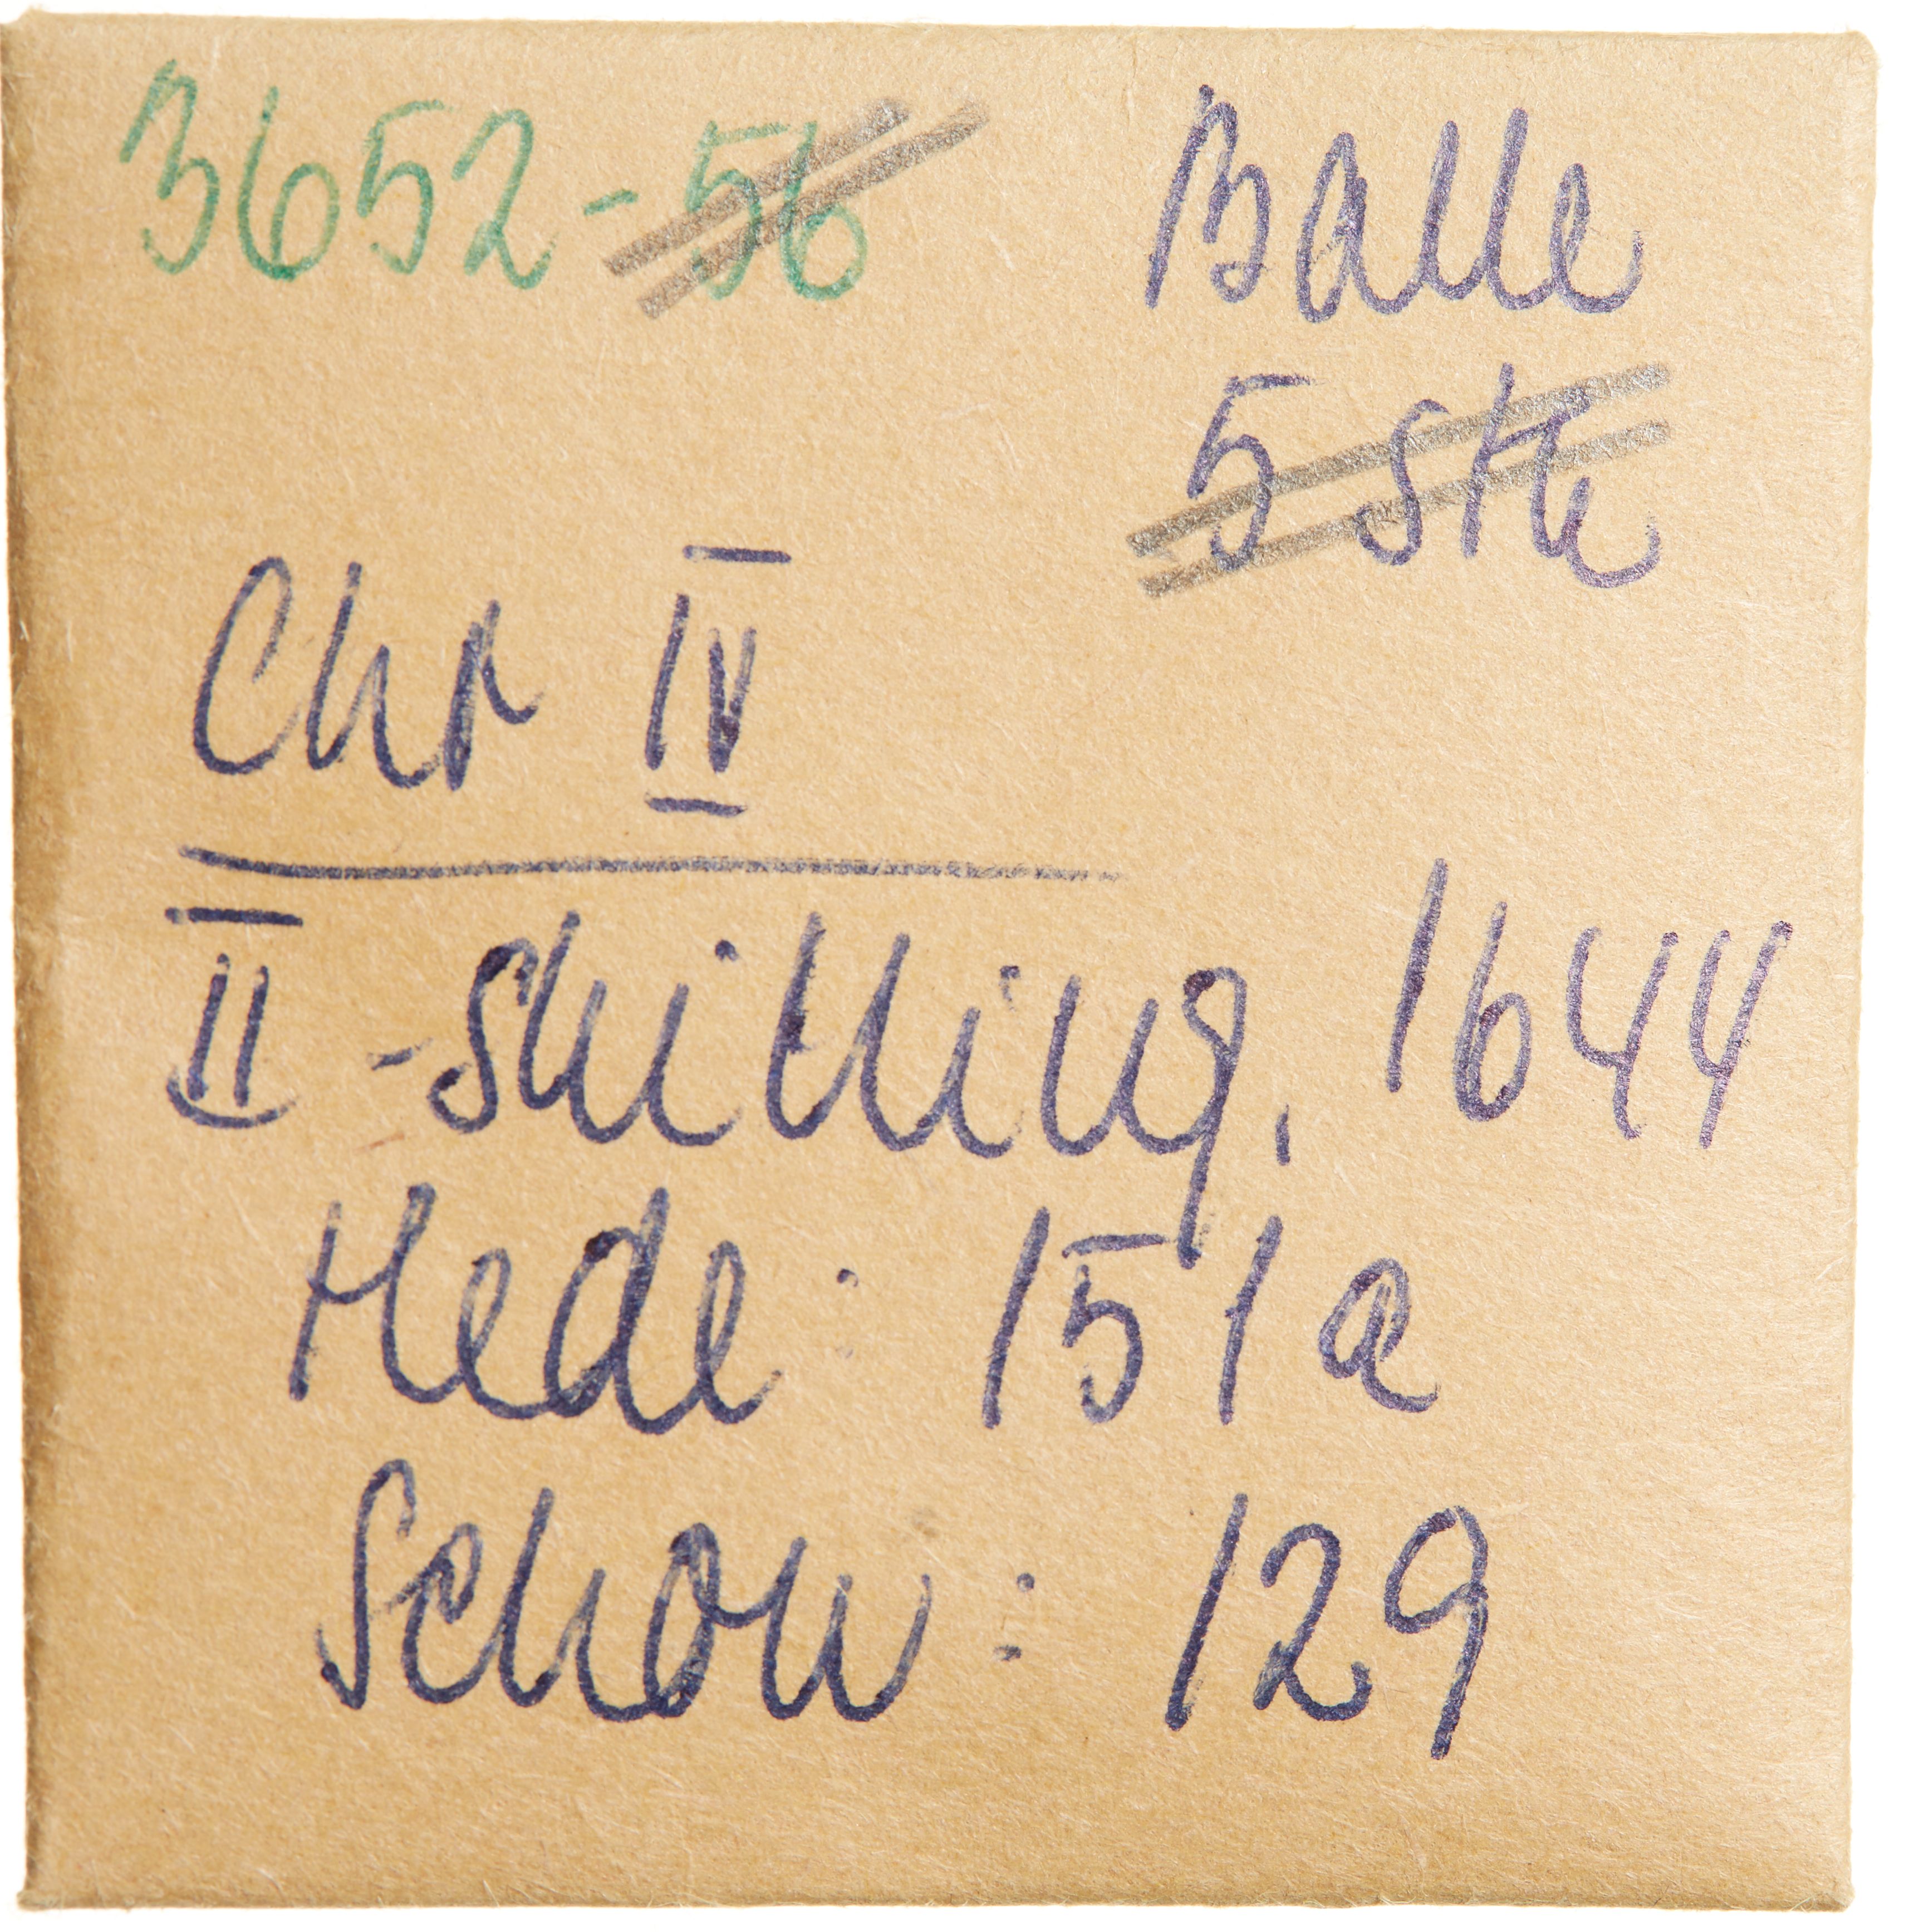 3652-56 Balle
5 stk
Chr IV
II -Skilling, 1644
Hede: 151a
Schou: 129